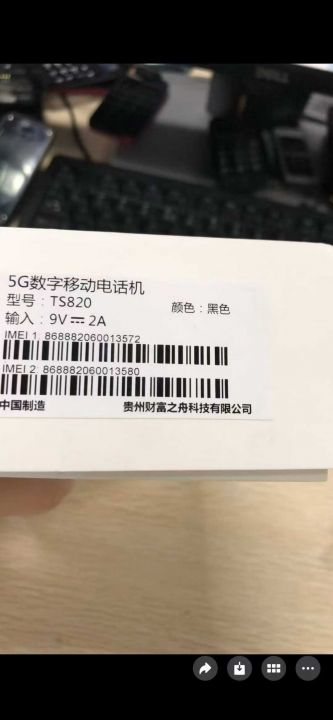 5G数字移动电话机
型号：TS820 颜色：黑色
输入：9V⎓2A
IMEI 1 868882060013572
IMEI 2 868882060013580
中国制造 贵州财富之舟科技有限公司